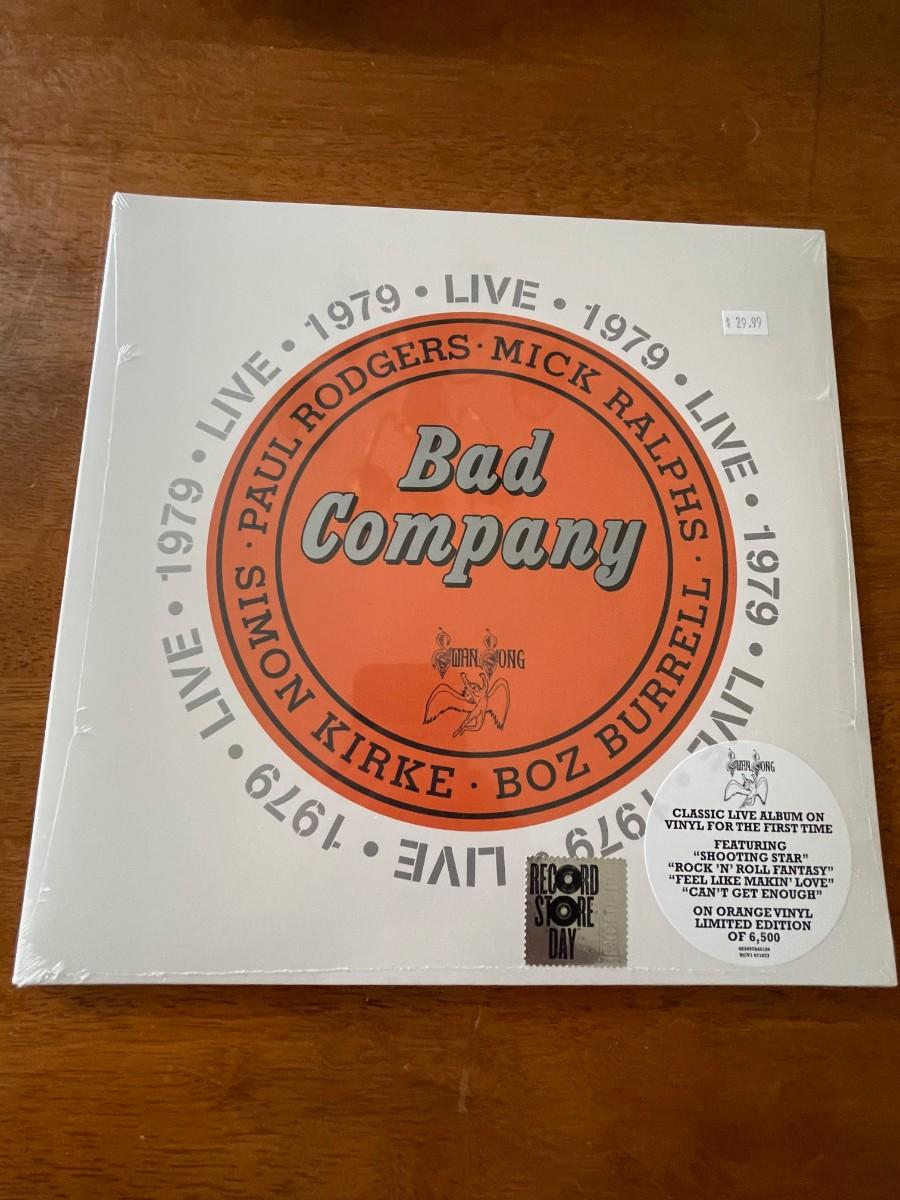 LIVE • 1979 • LIVE • 1979 • LIVE • 1979 • LIVE • 1979 • LIVE • 1979 • LIVE • 1979 •
$ 29.99
PAUL RODGERS · MICK RALPHS · BOZ BURRELL · SIMON KIRKE ·
Bad
Company
SWAN SONG
SWAN SONG
CLASSIC LIVE ALBUM ON
VINYL FOR THE FIRST TIME
FEATURING
“SHOOTING STAR”
“ROCK ’N’ ROLL FANTASY”
“FEEL LIKE MAKIN’ LOVE”
“CAN’T GET ENOUGH”
ON ORANGE VINYL
LIMITED EDITION
OF 6,500
RECORD
STORE
DAY